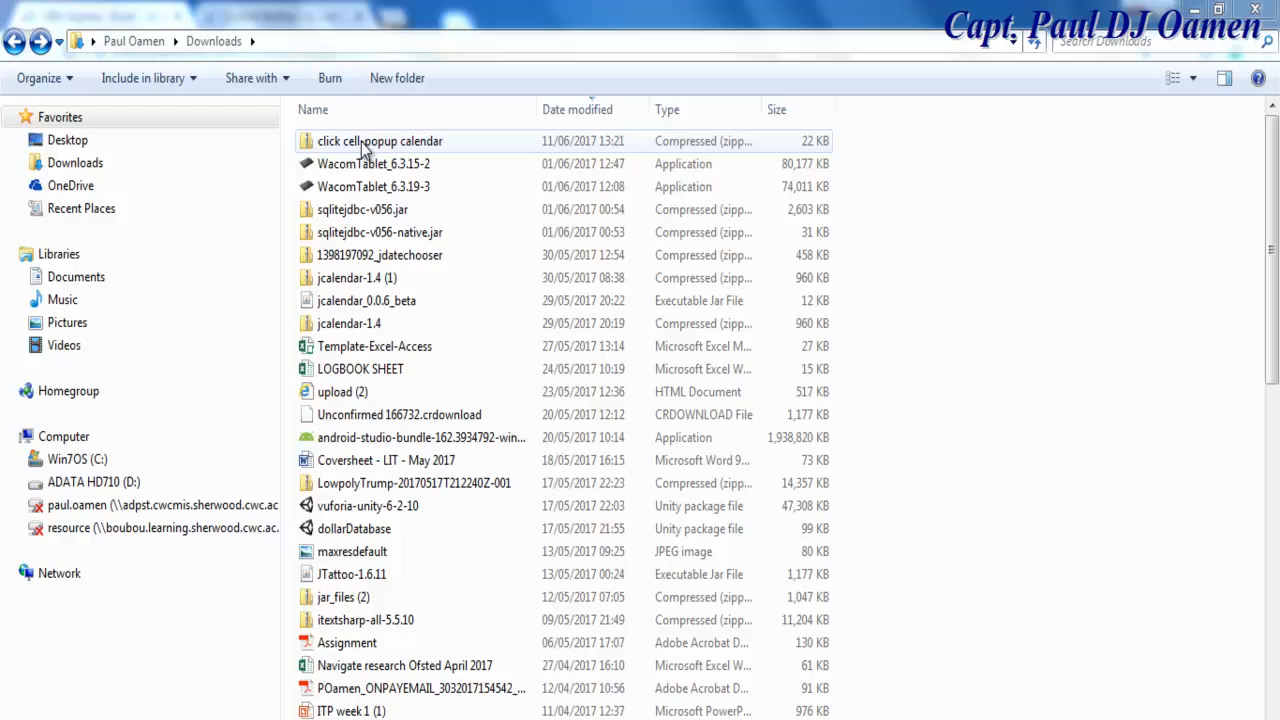 Capt, Paul DJ Oamen
Paul Oamen Downloads Search Downloads
Organize Include in library Share with Burn New folder
Favorites
Desktop
Downloads
OneDrive
Recent Places
Libraries
Documents
Music
Pictures
Videos
Homegroup
Computer
Win7OS (C:)
ADATA HD710 (D:)
paul.oamen (\\adpst.cwcmis.sherwood.cwc.ac
resource (\\boubou.learning.sherwood.cwc.ac.
Network
Name Date modified Type Size
click cell-popup calendar 11/06/2017 13:21 Compressed (zipp... 22 KB
WacomTablet_6.3.15-2 01/06/2017 12:47 Application 80,177 KB
WacomTablet_6.3.19-3 01/06/2017 12:08 Application 74,011 KB
sqlitejdbc-v056.jar 01/06/2017 00:54 Compressed (zipp... 2,603 KB
sqlitejdbc-v056-native.jar 01/06/2017 00:53 Compressed (zipp... 31 KB
1398197092_jdatechooser 30/05/2017 12:54 Compressed (zipp... 458 KB
jcalendar-1.4 (1) 30/05/2017 08:38 Compressed (zipp... 960 KB
jcalendar_0.0.6_beta 29/05/2017 20:22 Executable Jar File 12 KB
jcalendar-1.4 29/05/2017 20:19 Compressed (zipp... 960 KB
Template-Excel-Access 27/05/2017 13:14 Microsoft Excel M... 27 KB
LOGBOOK SHEET 24/05/2017 10:19 Microsoft Excel W... 15 KB
upload (2) 23/05/2017 12:36 HTML Document 517 KB
Unconfirmed 166732.crdownload 20/05/2017 12:12 CRDOWNLOAD File 1,177 KB
android-studio-bundle-162.3934792-win... 20/05/2017 10:14 Application 1,938,820 KB
Coversheet - LIT - May 2017 18/05/2017 16:15 Microsoft Word 9... 73 KB
LowpolyTrump-20170517T212240Z-001 17/05/2017 22:23 Compressed (zipp... 14,357 KB
vuforia-unity-6-2-10 17/05/2017 22:03 Unity package file 47,308 KB
dollarDatabase 17/05/2017 21:55 Unity package file 99 KB
maxresdefault 13/05/2017 09:25 JPEG image 80 KB
JTattoo-1.6.11 13/05/2017 00:24 Executable Jar File 1,177 KB
jar_files (2) 12/05/2017 07:05 Compressed (zipp... 1,047 KB
itextsharp-all-5.5.10 09/05/2017 21:49 Compressed (zipp... 11,204 KB
Assignment 06/05/2017 17:07 Adobe Acrobat D... 130 KB
Navigate research Ofsted April 2017 27/04/2017 16:10 Microsoft Excel W... 61 KB
POamen_ONPAYEMAIL_3032017154542_... 12/04/2017 10:56 Adobe Acrobat D... 91 KB
ITP week 1 (1) 11/04/2017 12:37 Microsoft PowerP... 976 KB